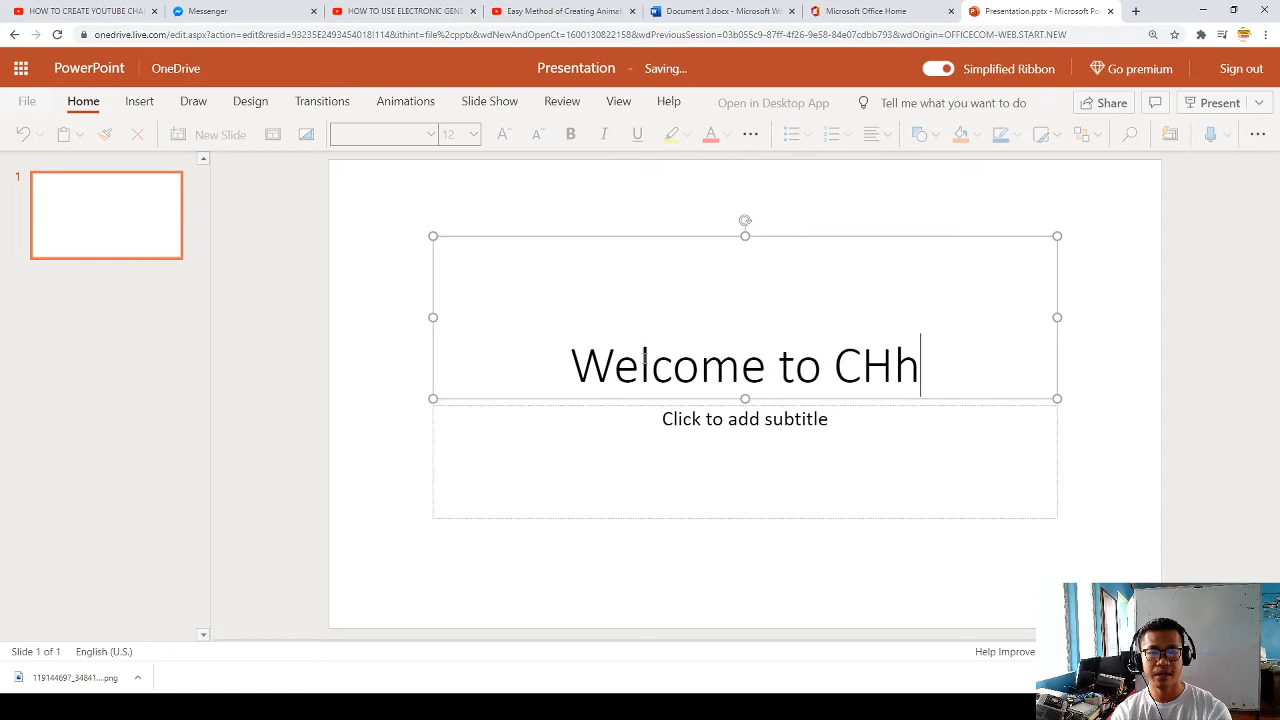 HOW TO CREATE YOUTUBE CHA
Messenger
HOW TO USE ELECTRONIC GENE
Easy Method of Creating Animat
Document 3.docx - Microsoft Wo
Microsoft Office Home
Presentation.pptx - Microsoft Po
onedrive.live.com/edit.aspx?action=edit&resid=93235E2493454018!114&ithint=file%2cpptx&wdNewAndOpenCt=1600130822158&wdPreviousSession=03b055c9-87ff-4f26-9e58-84e07cdbb793&wdOrigin=OFFICECOM-WEB.START.NEW
PowerPoint OneDrive Presentation - Saving... Simplified Ribbon Go premium Sign out
File Home Insert Draw Design Transitions Animations Slide Show Review View Help Open in Desktop App Tell me what you want to do Share Present
New Slide 12 B I U A
1
Welcome to CHh
Click to add subtitle
Slide 1 of 1 English (U.S.) Help Improve
119144697_34841....png